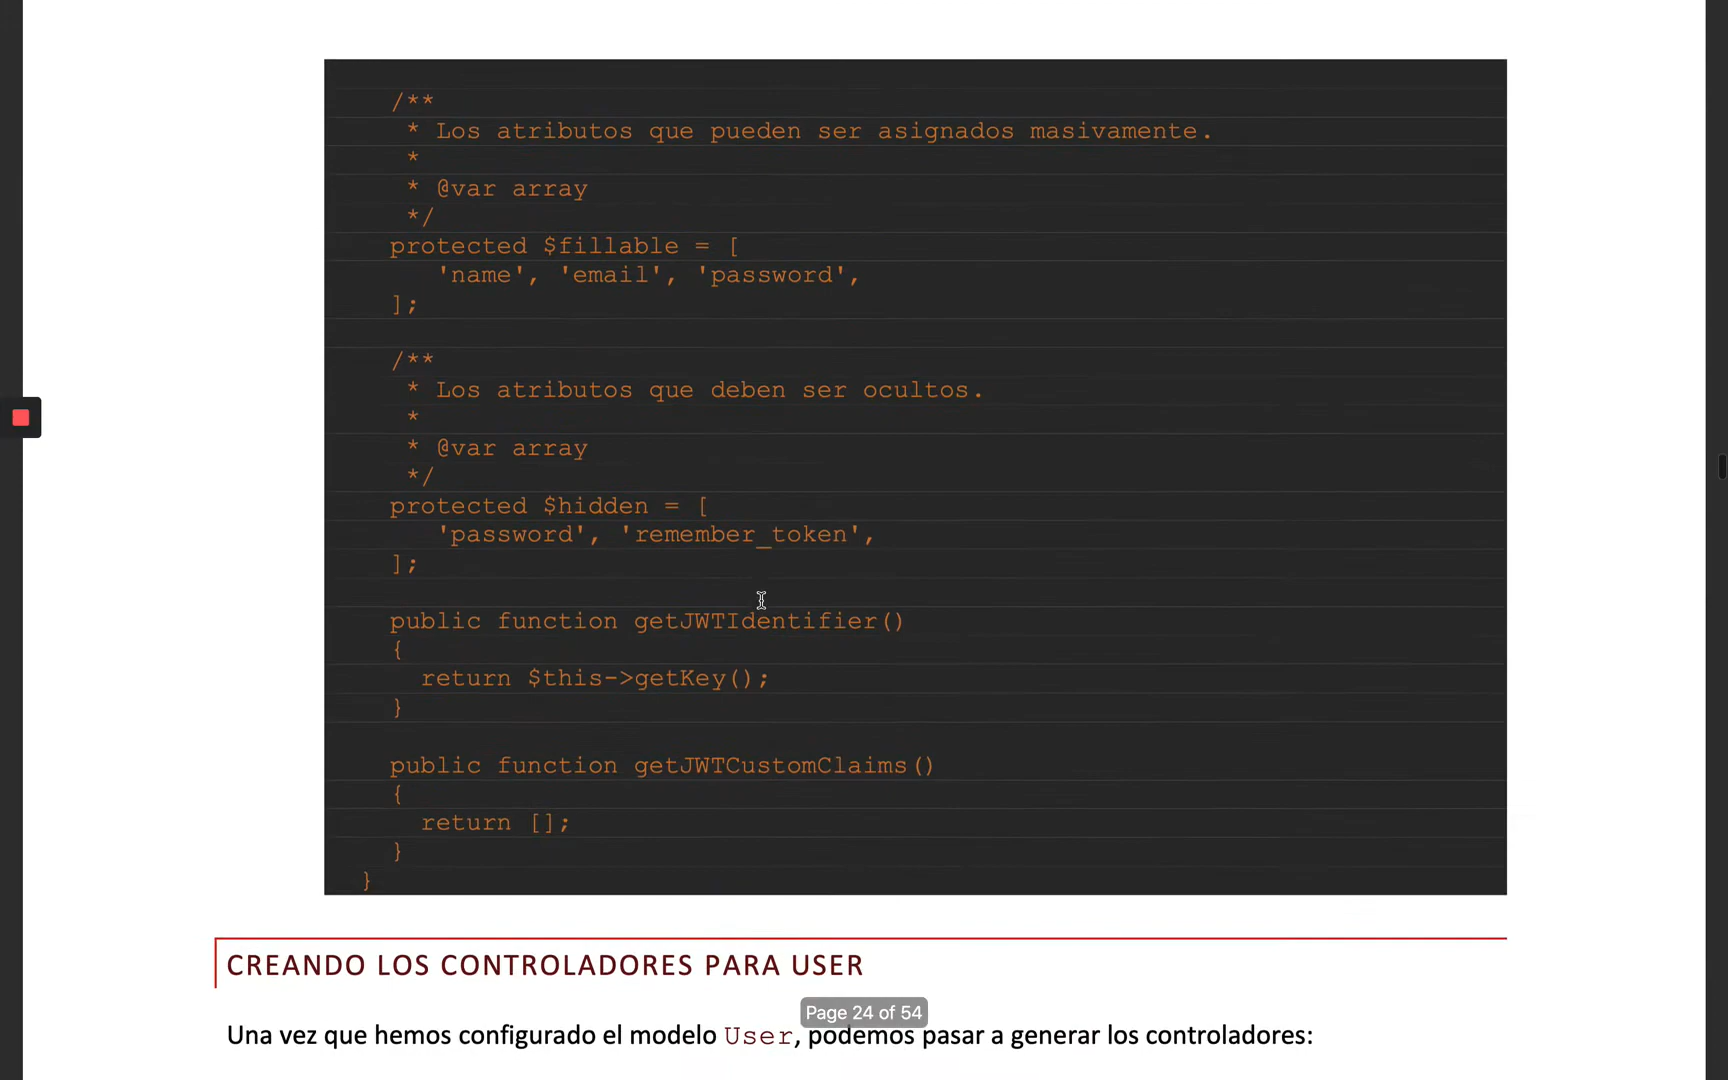 /**
* Los atributos que pueden ser asignados masivamente.
*
* @var array
*/
protected $fillable = [
'name', 'email', 'password',
];
/**
* Los atributos que deben ser ocultos.
*
* @var array
*/
protected $hidden = [
'password', 'remember_token',
];
public function getJWTIdentifier()
{
return $this->getKey();
}
public function getJWTCustomClaims()
{
return [];
}
}
CREANDO LOS CONTROLADORES PARA USER
Page 24 of 54
Una vez que hemos configurado el modelo User, podemos pasar a generar los controladores: